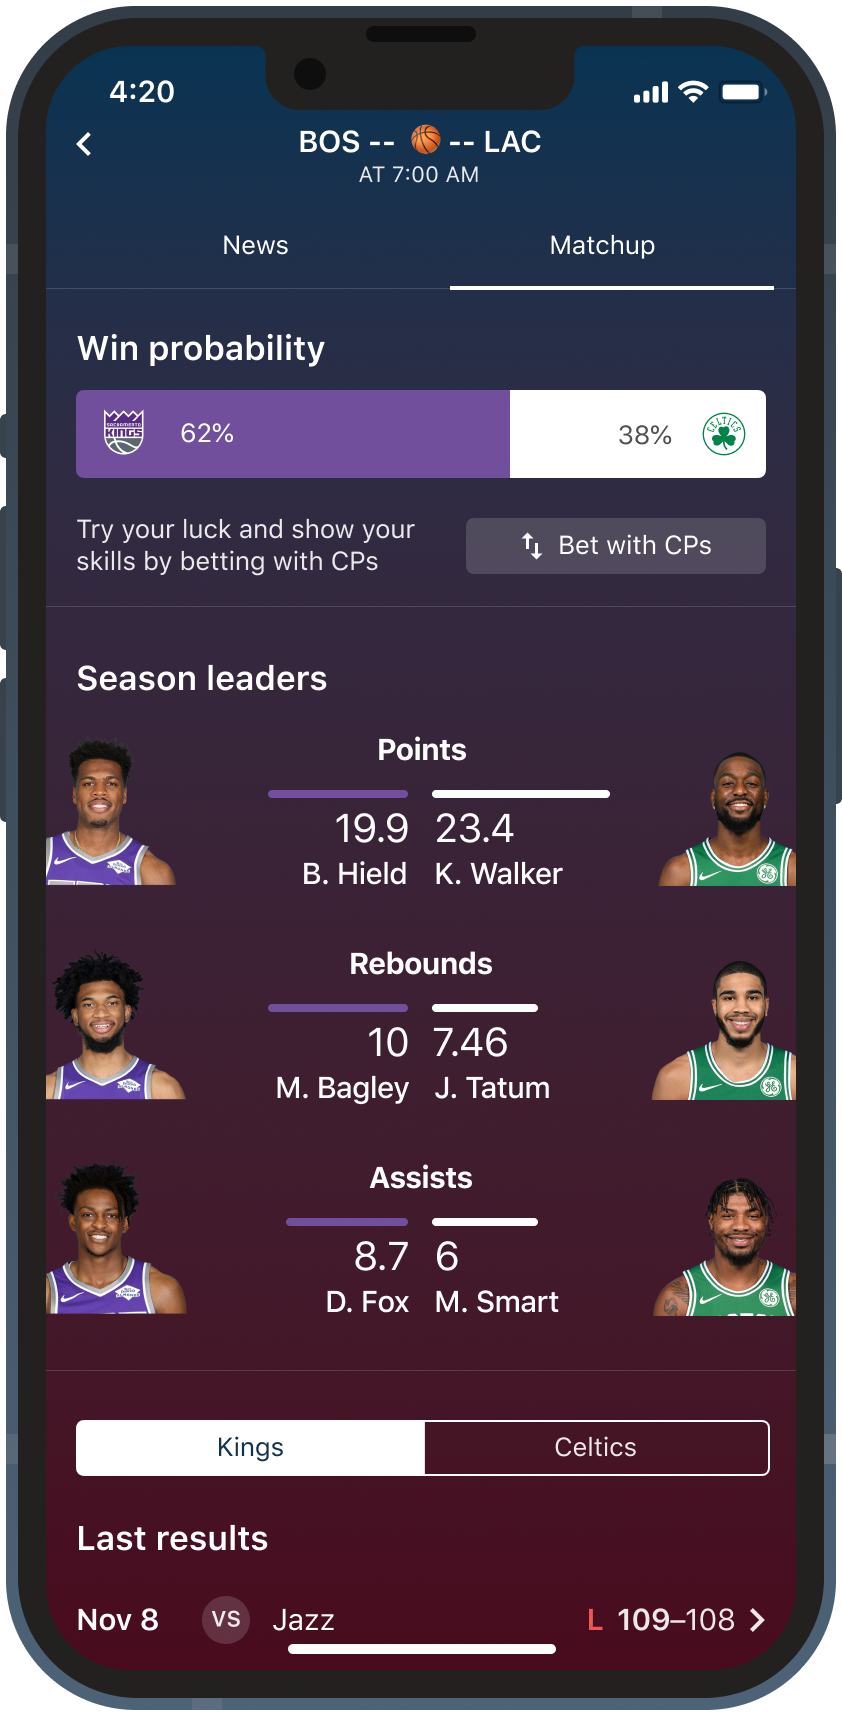 4:20
BOS -- 🏀 -- LAC
AT 7:00 AM
News
Matchup
Win probability
SACRAMENTO
KINGS
62%
38%
CELTICS
Try your luck and show your
skills by betting with CPs
Bet with CPs
Season leaders
Points
19.9 23.4
B. Hield K. Walker
Rebounds
10 7.46
M. Bagley J. Tatum
Assists
8.7 6
D. Fox M. Smart
Kings
Celtics
Last results
Nov 8 VS Jazz L 109–108